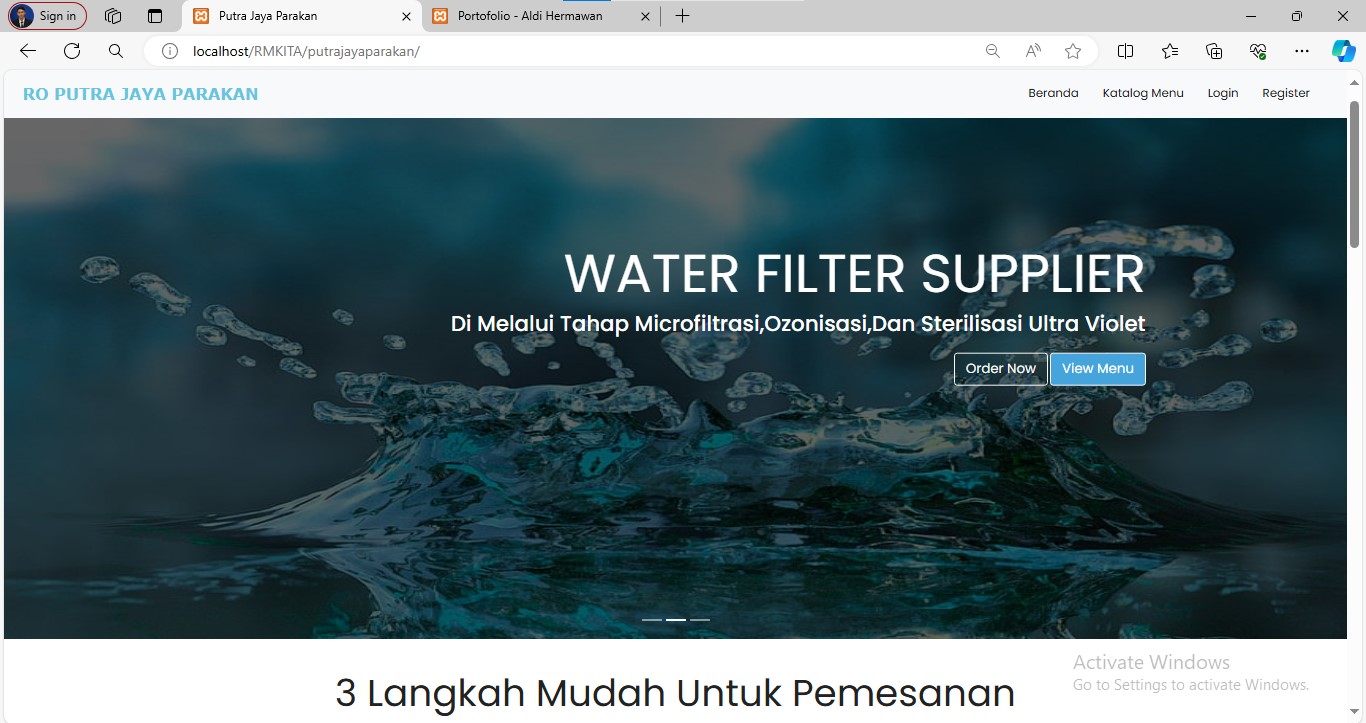 Sign in
Putra Jaya Parakan
Portofolio - Aldi Hermawan
localhost/RMKITA/putrajayaparakan/
RO PUTRA JAYA PARAKAN
Beranda
Katalog Menu
Login
Register
WATER FILTER SUPPLIER
Di Melalui Tahap Microfiltrasi,Ozonisasi,Dan Sterilisasi Ultra Violet
Order Now
View Menu
3 Langkah Mudah Untuk Pemesanan
Activate Windows
Go to Settings to activate Windows.